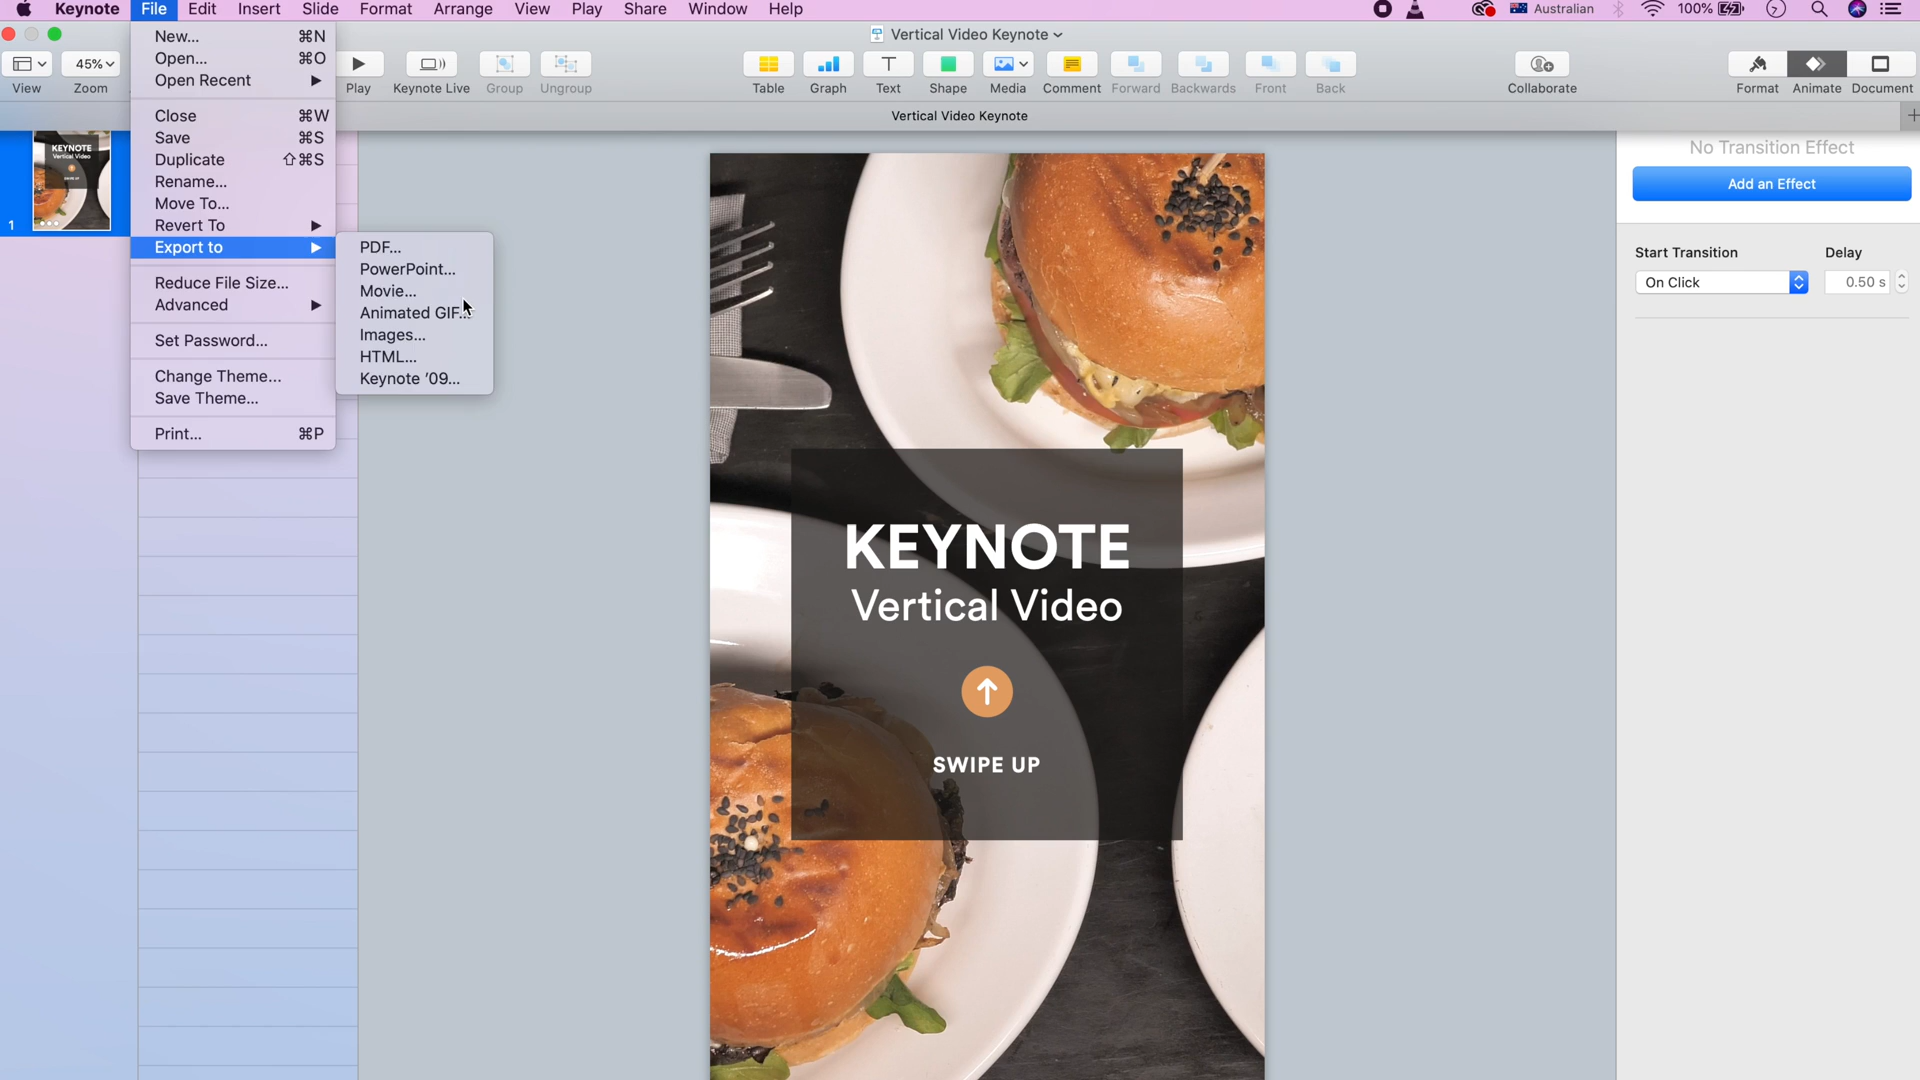 Keynote File Edit Insert Slide Format Arrange View Play Share Window Help Australian 100%
Vertical Video Keynote
45%
View Zoom Play Keynote Live Group Ungroup Table Graph Text Shape Media Comment Forward Backwards Front Back Collaborate Format Animate Document
Vertical Video Keynote
New... ⌘N
Open... ⌘O
Open Recent
Close ⌘W
Save ⌘S
Duplicate ⇧⌘S
Rename...
Move To...
Revert To
Export to
Reduce File Size...
Advanced
Set Password...
Change Theme...
Save Theme...
Print... ⌘P
PDF...
PowerPoint...
Movie...
Animated GIF...
Images...
HTML...
Keynote '09...
KEYNOTE
Vertical Video
SWIPE UP
1
KEYNOTE
Vertical Video
SWIPE UP
No Transition Effect
Add an Effect
Start Transition Delay
On Click 0.50 s